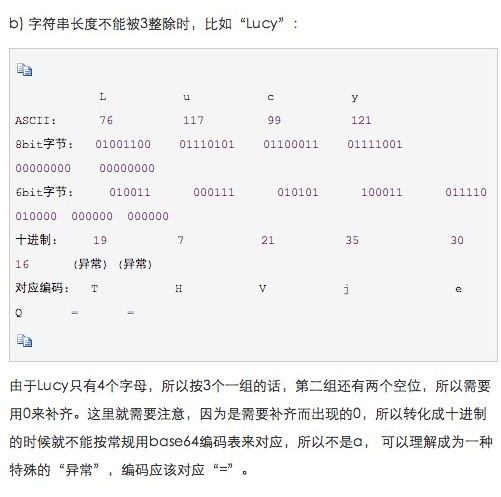 b) 字符串长度不能被3整除时，比如“Lucy”：
L u c y
ASCII: 76 117 99 121
8bit字节: 01001100 01110101 01100011 01111001
00000000 00000000
6bit字节: 010011 000111 010101 100011 011110
010000 000000 000000
十进制: 19 7 21 35 30
16 (异常) (异常)
对应编码: T H V j e
Q = =
由于Lucy只有4个字母，所以按3个一组的话，第二组还有两个空位，所以需要
用0来补齐。这里就需要注意，因为是需要补齐而出现的0，所以转化成十进制
的时候就不能按常规用base64编码表来对应，所以不是a， 可以理解成为一种
特殊的“异常”，编码应该对应“=”。